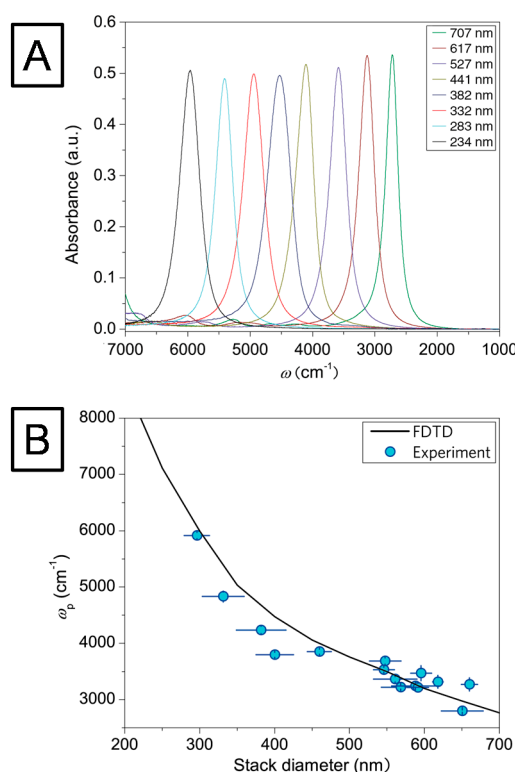 A
0.6
0.5
0.4
0.3
0.2
0.1
0.0
Absorbance (a.u.)
707 nm
617 nm
527 nm
441 nm
382 nm
332 nm
283 nm
234 nm
7000 6000 5000 4000 3000 2000 1000
ω (cm⁻¹)
B
8000
7000
6000
5000
4000
3000
ωₚ (cm⁻¹)
FDTD
Experiment
200 300 400 500 600 700
Stack diameter (nm)